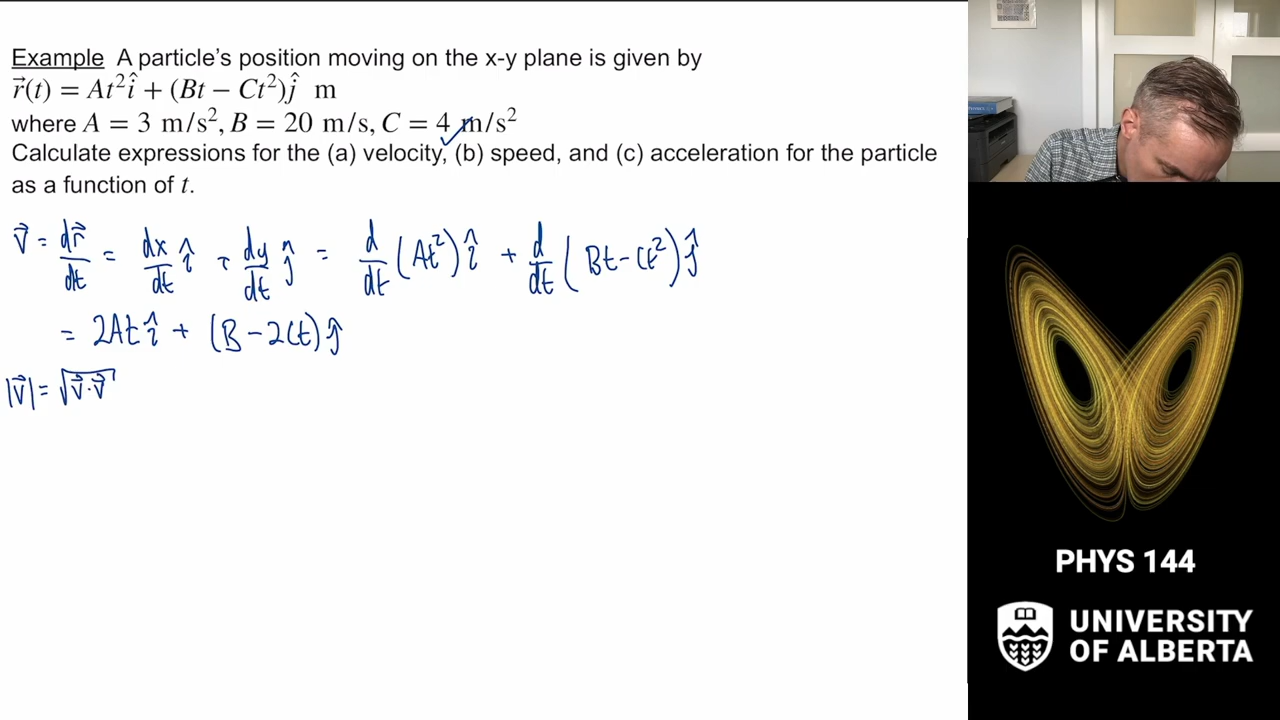 Example A particle's position moving on the x-y plane is given by
r⃗(t) = At²î + (Bt − Ct²)ĵ m
where A = 3 m/s², B = 20 m/s, C = 4 m/s²
Calculate expressions for the (a) velocity, (b) speed, and (c) acceleration for the particle
as a function of t.
v⃗ = dr⃗/dt = dx/dt î + dy/dt ĵ = d/dt (At²) î + d/dt (Bt − Ct²) ĵ
= 2At î + (B − 2Ct) ĵ
|v⃗| = √(v⃗·v⃗)
PHYS 144
UNIVERSITY
OF ALBERTA